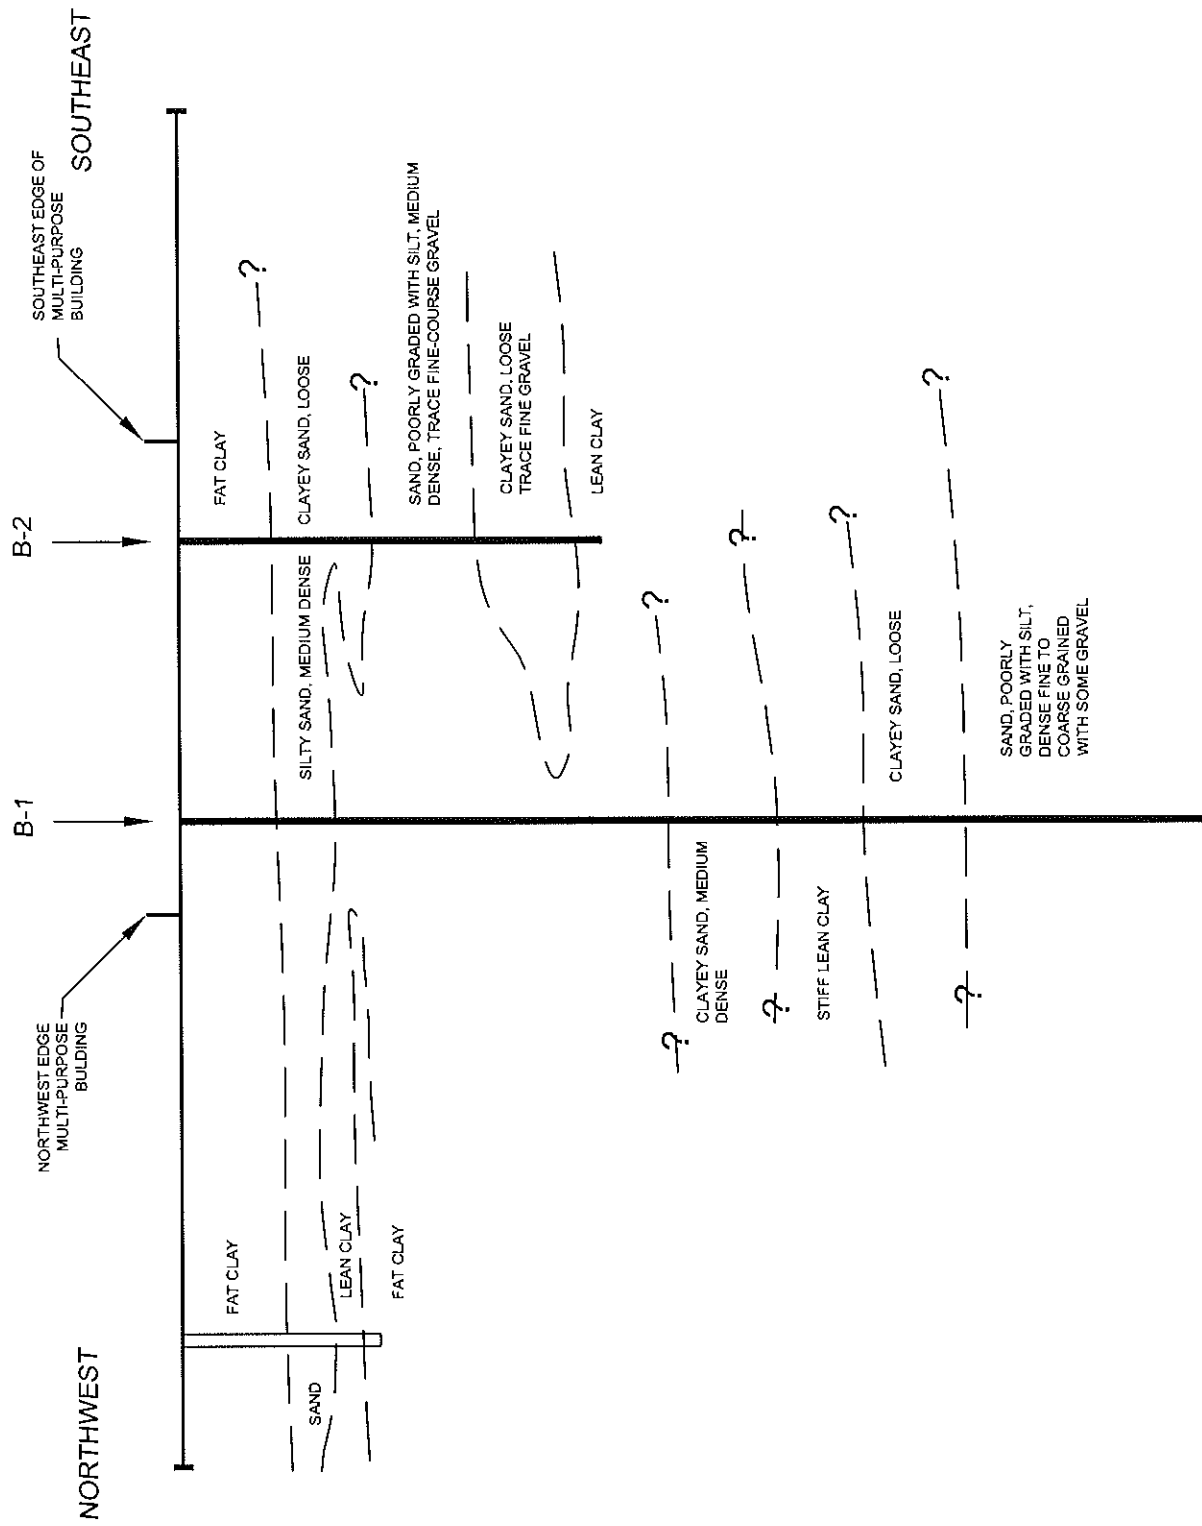 NORTHWEST
SOUTHEAST
NORTHWEST EDGE
MULTI-PURPOSE
BULDING
B-1
B-2
SOUTHEAST EDGE OF
MULTI-PURPOSE
BUILDING
FAT CLAY
FAT CLAY
?
SAND
LEAN CLAY
FAT CLAY
SILTY SAND, MEDIUM DENSE
CLAYEY SAND, LOOSE
?
SAND, POORLY GRADED WITH SILT, MEDIUM
DENSE, TRACE FINE-COURSE GRAVEL
CLAYEY SAND, LOOSE
TRACE FINE GRAVEL
LEAN CLAY
?
?
CLAYEY SAND, MEDIUM
DENSE
?
?
STIFF LEAN CLAY
?
CLAYEY SAND, LOOSE
?
?
SAND, POORLY
GRADED WITH SILT,
DENSE FINE TO
COARSE GRAINED
WITH SOME GRAVEL